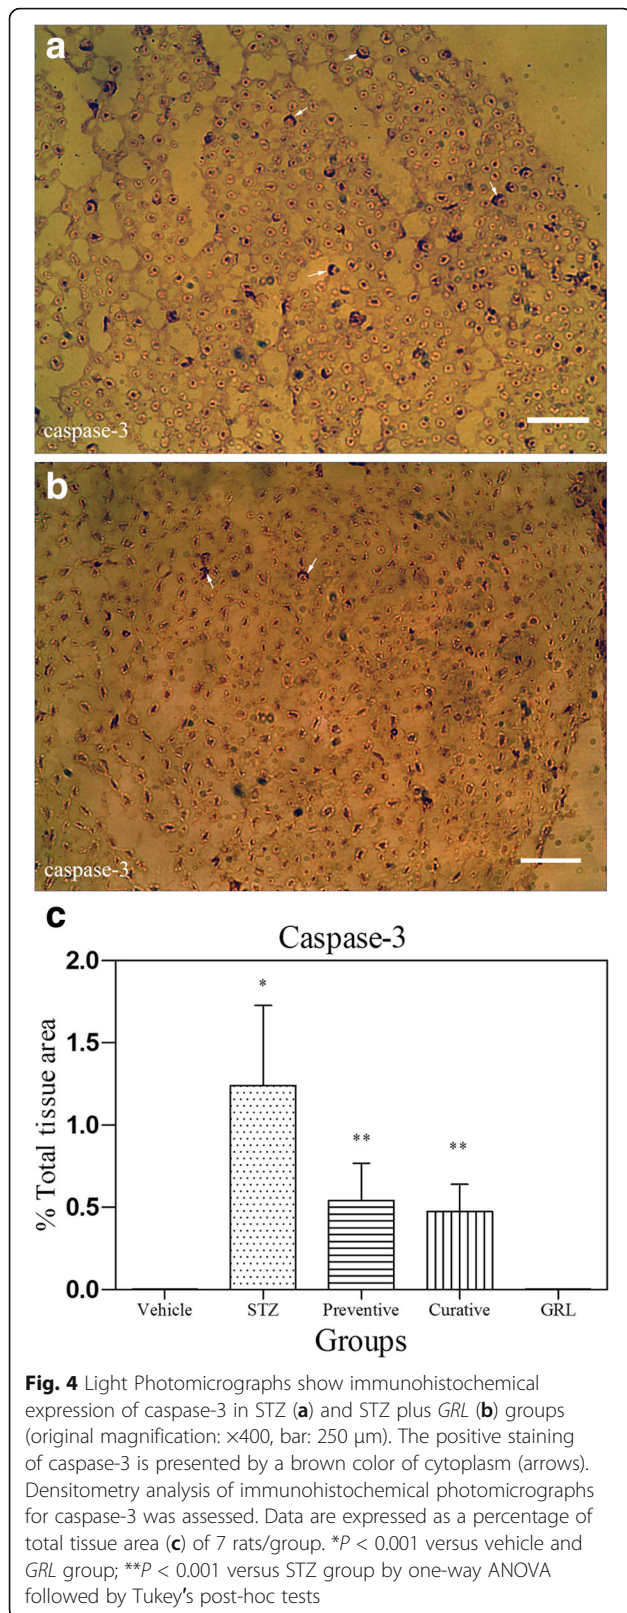 a
caspase-3
b
caspase-3
c
Caspase-3
% Total tissue area
2.0
*
1.5
1.0
**
**
0.5
0.0
Vehicle STZ Preventive Curative GRL
Groups
Fig. 4 Light Photomicrographs show immunohistochemical
expression of caspase-3 in STZ (a) and STZ plus GRL (b) groups
(original magnification: ×400, bar: 250 μm). The positive staining
of caspase-3 is presented by a brown color of cytoplasm (arrows).
Densitometry analysis of immunohistochemical photomicrographs
for caspase-3 was assessed. Data are expressed as a percentage of
total tissue area (c) of 7 rats/group. *P < 0.001 versus vehicle and
GRL group; **P < 0.001 versus STZ group by one-way ANOVA
followed by Tukey's post-hoc tests